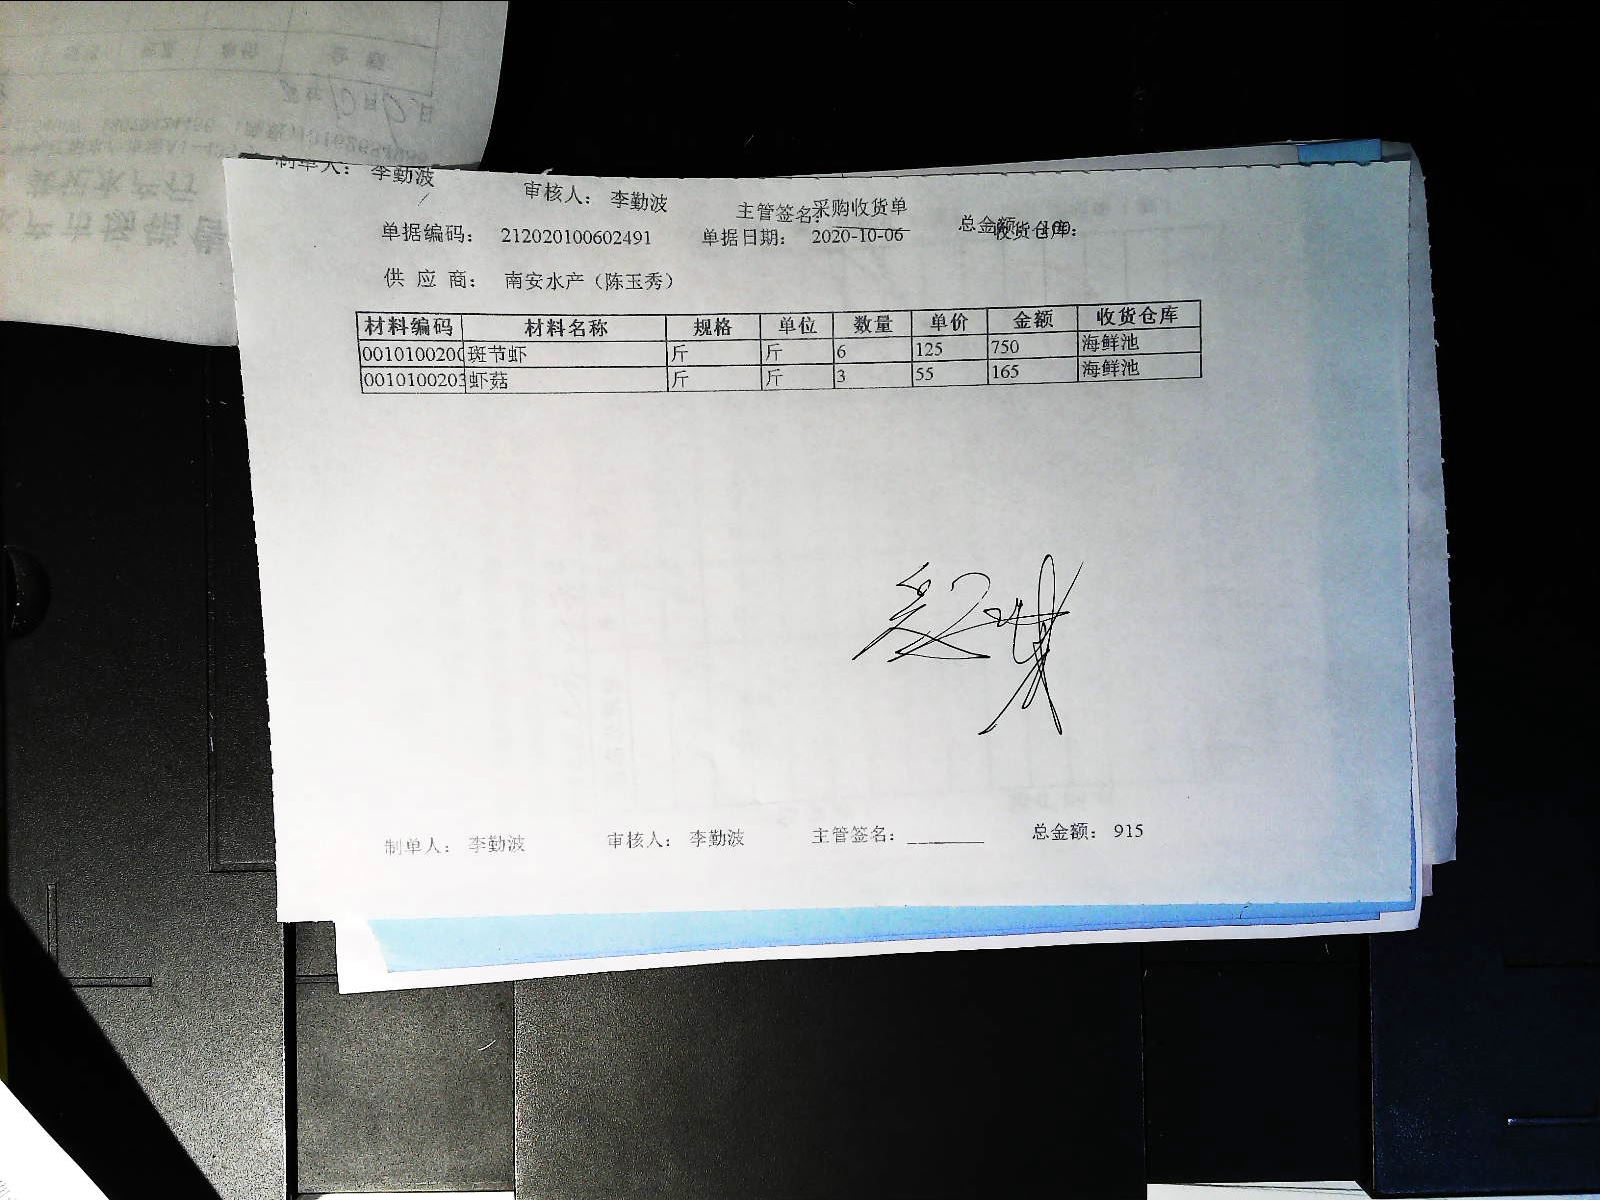 制单人： 李勤波 审核人： 李勤波 主管签名： 采购收货单 总金额：
单据编码： 212020100602491 单据日期： 2020-10-06 收货仓库：
供 应 商： 南安水产（陈玉秀）
材料编码 材料名称 规格 单位 数量 单价 金额 收货仓库
0010100200 斑节虾 斤 斤 6 125 750 海鲜池
0010100203 虾菇 斤 斤 3 55 165 海鲜池
制单人： 李勤波 审核人： 李勤波 主管签名： 总金额： 915